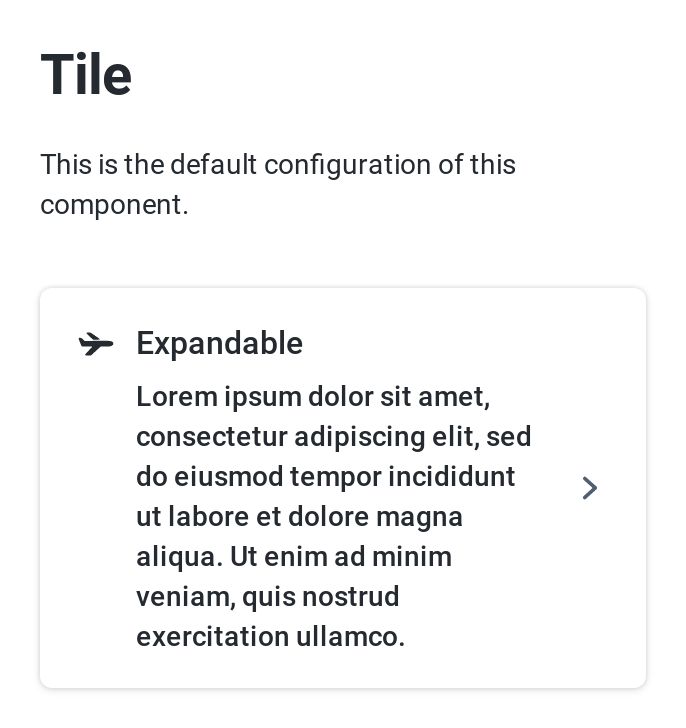 Tile
This is the default configuration of this
component.
Expandable
Lorem ipsum dolor sit amet,
consectetur adipiscing elit, sed
do eiusmod tempor incididunt
ut labore et dolore magna
aliqua. Ut enim ad minim
veniam, quis nostrud
exercitation ullamco.